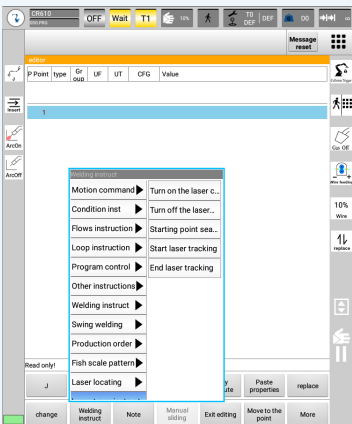 CR610
OFF
Wait
T1
10%
T0
DEF
DEF
D0
∞
Message
reset
editor
P Point
type
Gr
oup
UF
UT
CFG
Value
Insert
1
ArcOn
Gas Off
ArcOff
Wire feeding
10%
Wire
replace
Welding instruct
Motion command
Turn on the laser c...
Condition inst
Turn off the laser...
Flows instruction
Starting point sea...
Loop instruction
Start laser tracking
Program control
End laser tracking
Other instructions
Welding instruct
Swing welding
Production order
Fish scale pattern
Laser locating
Read only!
J
Paste
properties
replace
change
Welding
instruct
Note
Manual
sliding
Exit editing
Move to the
point
More